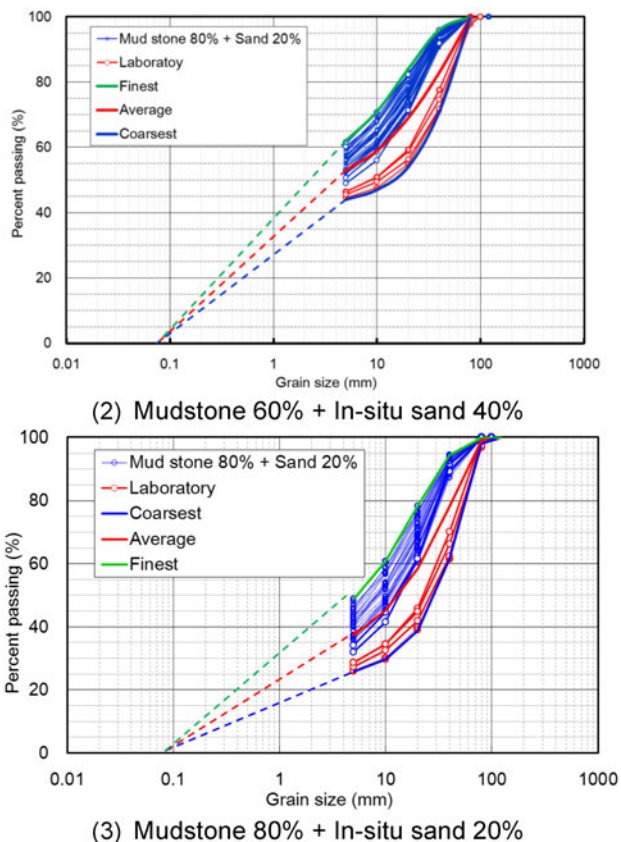 100
80
60
40
20
0
Percent passing (%)
Mud stone 80% + Sand 20%
Laboratoy
Finest
Average
Coarsest
0.01 0.1 1 10 100 1000
Grain size (mm)
(2) Mudstone 60% + In-situ sand 40%
100
80
60
40
20
0
Percent passing (%)
Mud stone 80% + Sand 20%
Laboratory
Coarsest
Average
Finest
0.01 0.1 1 10 100 1000
Grain size (mm)
(3) Mudstone 80% + In-situ sand 20%